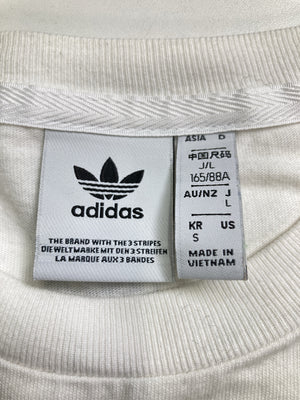 adidas
THE BRAND WITH THE 3 STRIPES
DIE WELTMARKE MIT DEN 3 STREIFEN
LA MARQUE AUX 3 BANDES
ASIA D
中国尺码
J/L
165/88A
AU/NZ J
L
KR US
S
MADE IN
VIETNAM